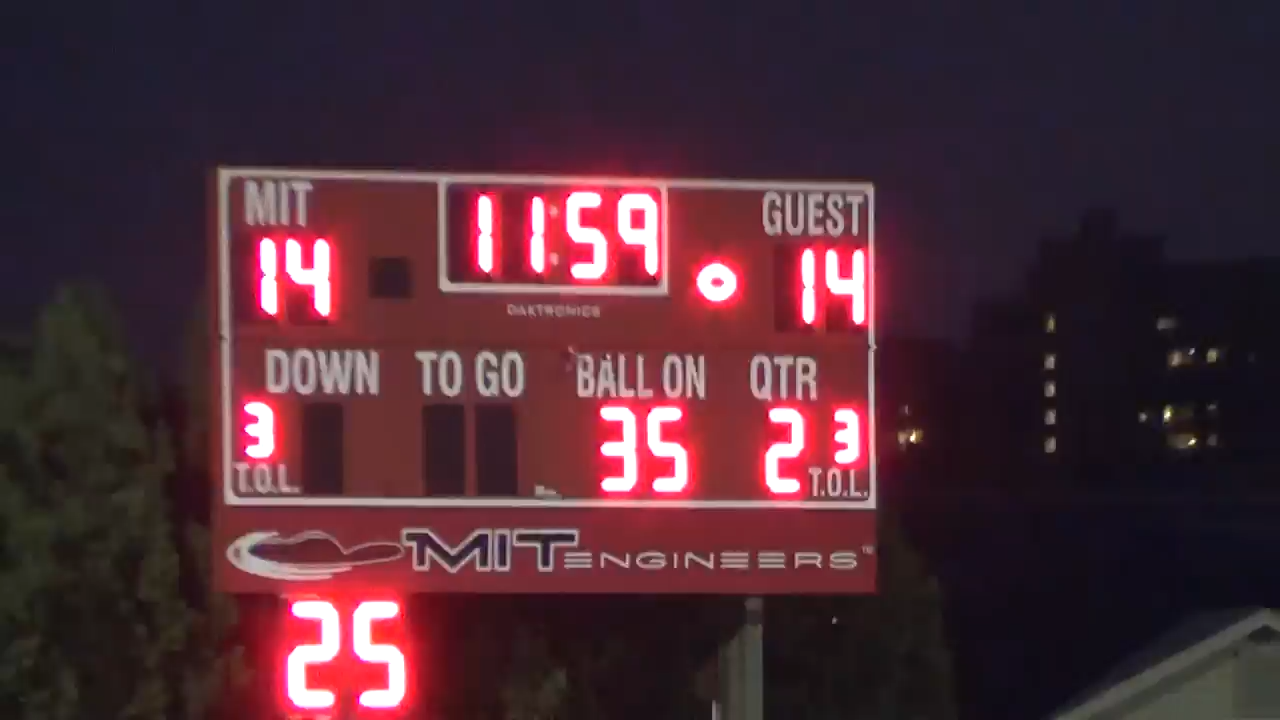 MIT 11:59 GUEST
14 14
DAKTRONICS
DOWN TO GO BALL ON QTR
3 35 2 3
T.O.L. T.O.L.
MIT ENGINEERS™
25